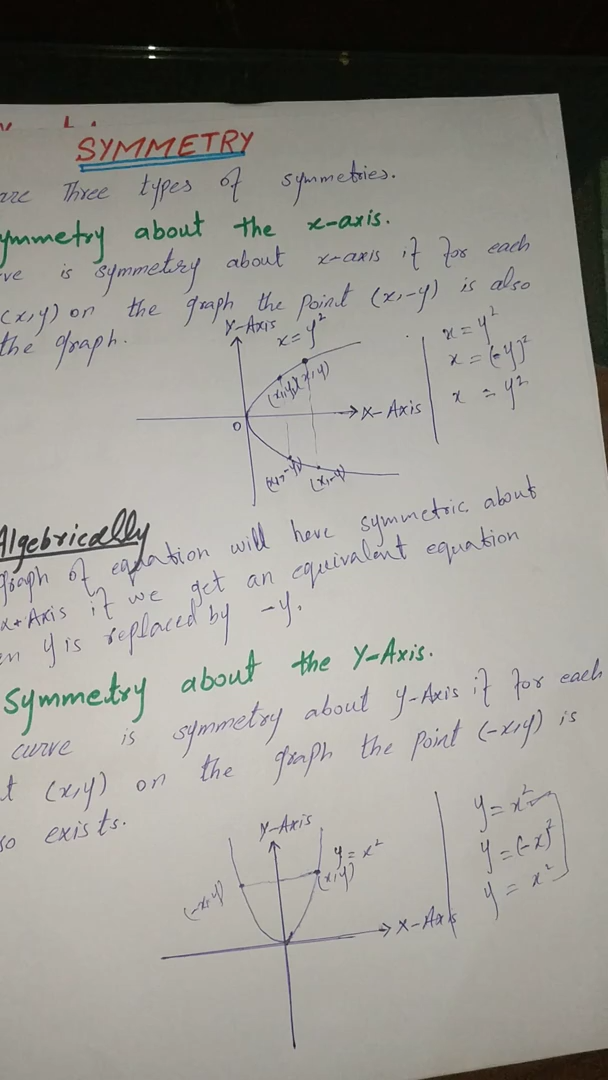 SYMMETRY
are Three types of symmetries.
ymmetry about the x-axis.
ve is symmetry about x-axis if for each
(x,y) on the graph the point (x,-y) is also
the graph.
Y-Axis
x=y²
(x,y)
(x,y)
X-Axis
O
(x,-y)
(x,-y)
x=y²
x=(-y)²
x=y²
Algebrically
graph of equation will have symmetric about
x-Axis if we get an equivalent equation
en y is replaced by -y.
Symmetry about the Y-Axis.
curve is symmetry about y-Axis if for each
t (x,y) on the graph the point (-x,y) is
so exists.
Y-Axis
y=x²
(x,y)
(-x,y)
X-Axis
y=x²
y=(-x)²
y=x²